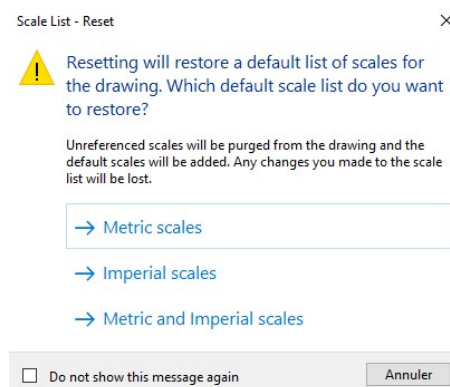 Scale List - Reset
Resetting will restore a default list of scales for
the drawing. Which default scale list do you want
to restore?
Unreferenced scales will be purged from the drawing and the
default scales will be added. Any changes you made to the scale
list will be lost.
→ Metric scales
→ Imperial scales
→ Metric and Imperial scales
Do not show this message again
Annuler